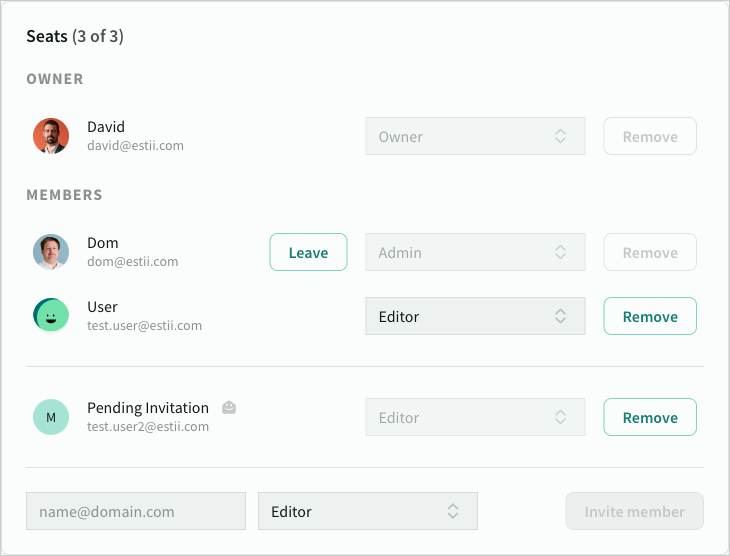 Seats (3 of 3)
OWNER
David
david@estii.com
Owner
Remove
MEMBERS
Dom
dom@estii.com
Leave
Admin
Remove
User
test.user@estii.com
Editor
Remove
M
Pending Invitation
test.user2@estii.com
Editor
Remove
name@domain.com
Editor
Invite member